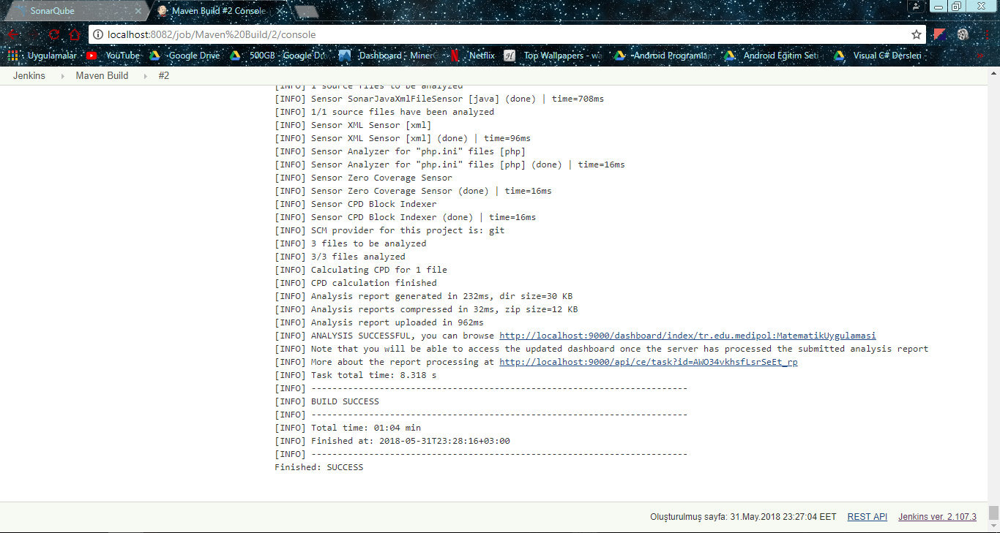 SonarQube
Maven Build #2 Console
localhost:8082/job/Maven%20Build/2/console
Uygulamalar YouTube Google Drive 500GB - Google Dr Dashboard - Miner Netflix Top Wallpapers - wa Android Programlar Android Eğitim Seti Visual C# Dersleri -
Jenkins Maven Build #2
[INFO] 1 source files to be analyzed
[INFO] Sensor SonarJavaXmlFileSensor [java] (done) | time=708ms
[INFO] 1/1 source files have been analyzed
[INFO] Sensor XML Sensor [xml]
[INFO] Sensor XML Sensor [xml] (done) | time=96ms
[INFO] Sensor Analyzer for "php.ini" files [php]
[INFO] Sensor Analyzer for "php.ini" files [php] (done) | time=16ms
[INFO] Sensor Zero Coverage Sensor
[INFO] Sensor Zero Coverage Sensor (done) | time=16ms
[INFO] Sensor CPD Block Indexer
[INFO] Sensor CPD Block Indexer (done) | time=16ms
[INFO] SCM provider for this project is: git
[INFO] 3 files to be analyzed
[INFO] 3/3 files analyzed
[INFO] Calculating CPD for 1 file
[INFO] CPD calculation finished
[INFO] Analysis report generated in 232ms, dir size=30 KB
[INFO] Analysis reports compressed in 32ms, zip size=12 KB
[INFO] Analysis report uploaded in 962ms
[INFO] ANALYSIS SUCCESSFUL, you can browse http://localhost:9000/dashboard/index/tr.edu.medipol:MatematikUygulamasi
[INFO] Note that you will be able to access the updated dashboard once the server has processed the submitted analysis report
[INFO] More about the report processing at http://localhost:9000/api/ce/task?id=AWO34vkhsfLsrSeEt_rp
[INFO] Task total time: 8.318 s
[INFO] ------------------------------------------------------------------------
[INFO] BUILD SUCCESS
[INFO] ------------------------------------------------------------------------
[INFO] Total time: 01:04 min
[INFO] Finished at: 2018-05-31T23:28:16+03:00
[INFO] ------------------------------------------------------------------------
Finished: SUCCESS
Oluşturulmuş sayfa: 31.May.2018 23:27:04 EET REST API Jenkins ver. 2.107.3